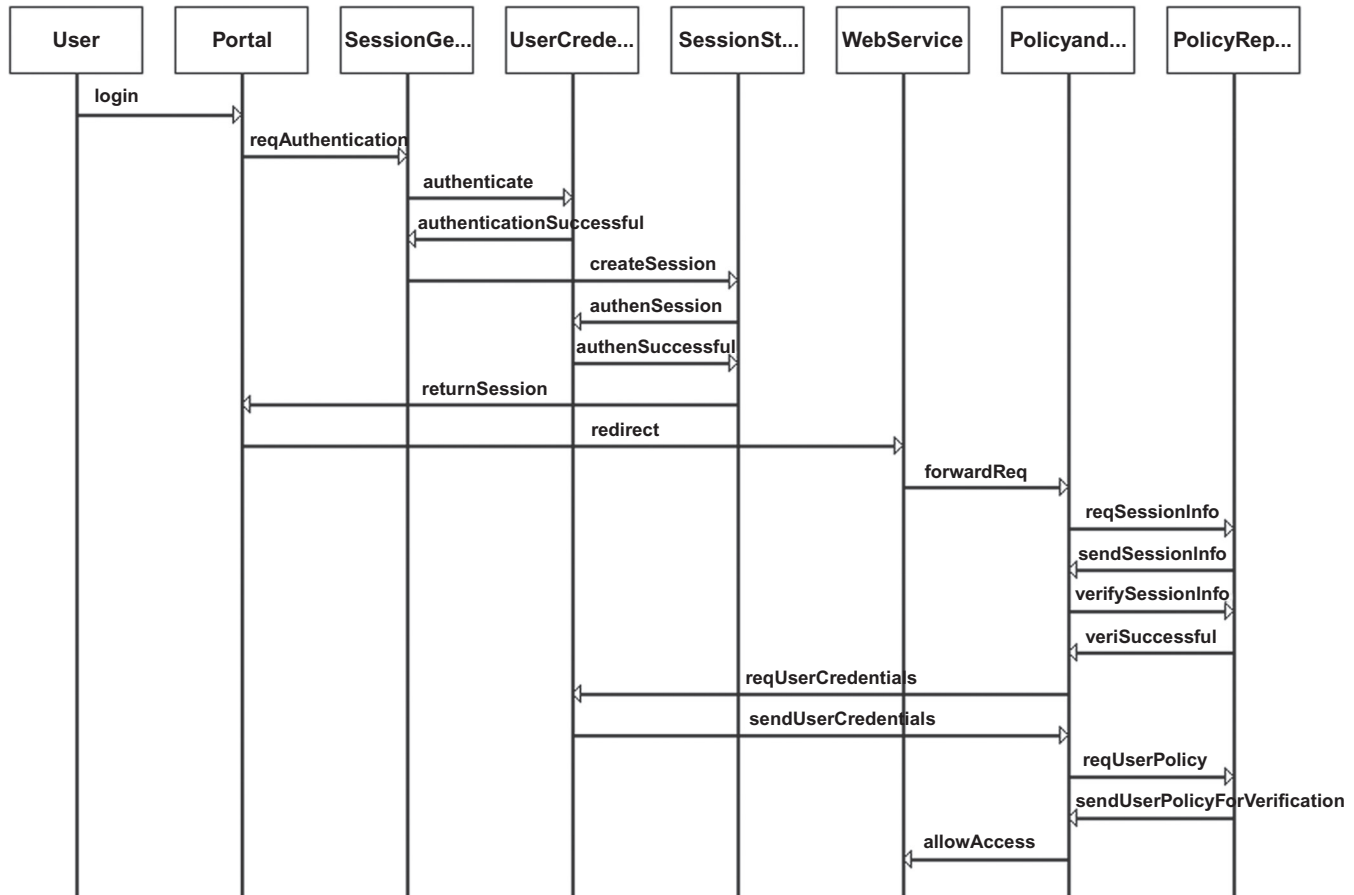 User
Portal
SessionGe...
UserCrede...
SessionSt...
WebService
Policyand...
PolicyRep...
login
reqAuthentication
authenticate
authenticationSuccessful
createSession
authenSession
authenSuccessful
returnSession
redirect
forwardReq
reqSessionInfo
sendSessionInfo
verifySessionInfo
veriSuccessful
reqUserCredentials
sendUserCredentials
reqUserPolicy
sendUserPolicyForVerification
allowAccess